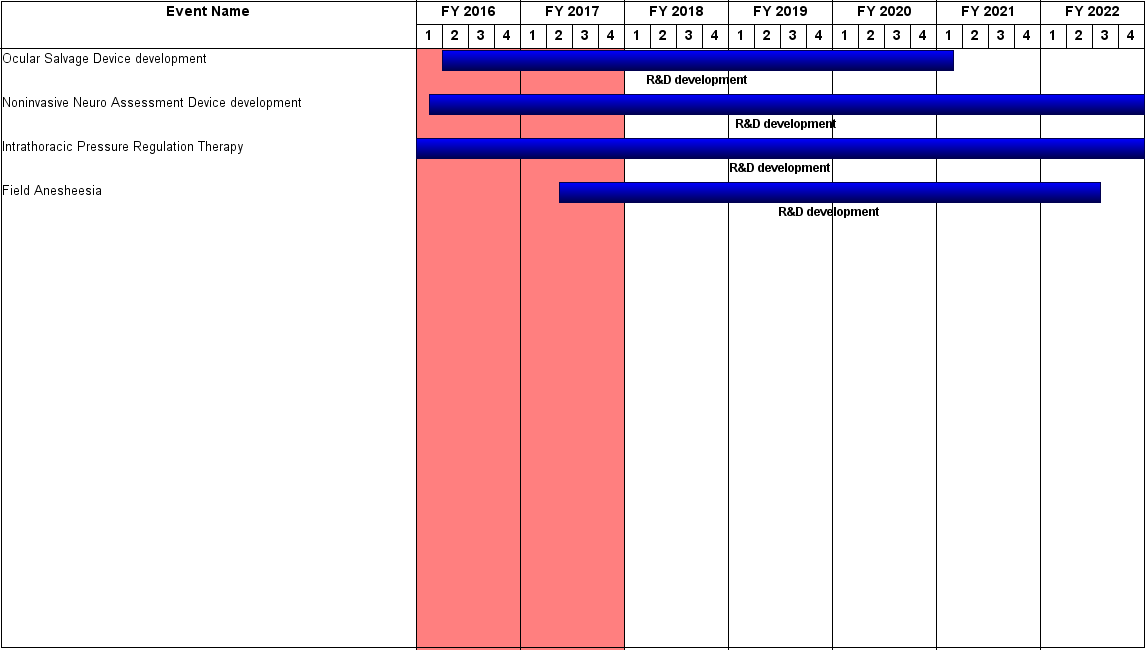 Event Name FY 2016 FY 2017 FY 2018 FY 2019 FY 2020 FY 2021 FY 2022
1 2 3 4 1 2 3 4 1 2 3 4 1 2 3 4 1 2 3 4 1 2 3 4 1 2 3 4
Ocular Salvage Device development
R&D development
Noninvasive Neuro Assessment Device development
R&D development
Intrathoracic Pressure Regulation Therapy
R&D development
Field Anesheesia
R&D development